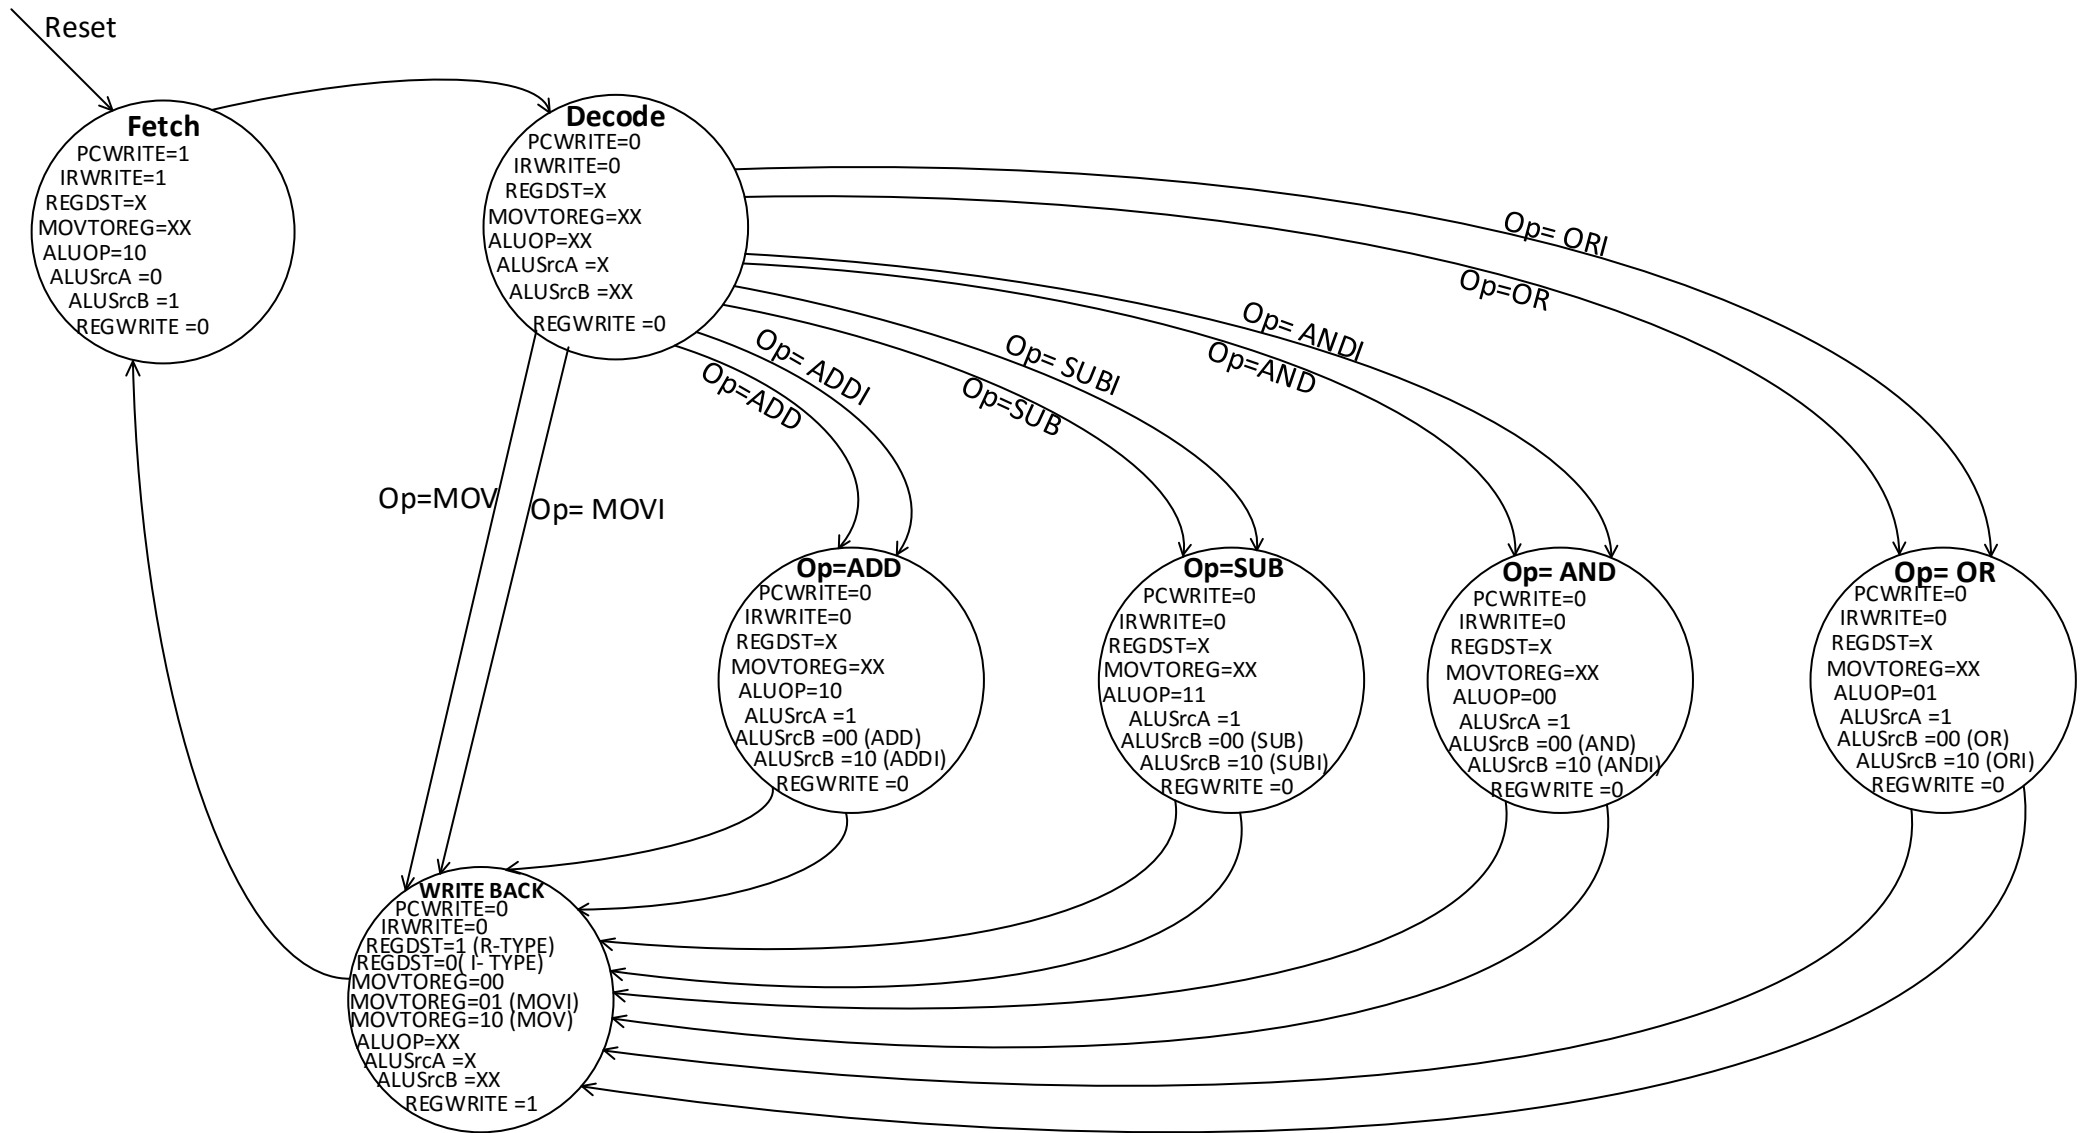 Reset
Fetch
PCWRITE=1
IRWRITE=1
REGDST=X
MOVTOREG=XX
ALUOP=10
ALUSrcA =0
ALUSrcB =1
REGWRITE =0
Decode
PCWRITE=0
IRWRITE=0
REGDST=X
MOVTOREG=XX
ALUOP=XX
ALUSrcA =X
ALUSrcB =XX
REGWRITE =0
Op= ORI
Op=OR
Op= ANDI
Op=AND
Op= SUBI
Op=SUB
Op= ADDI
Op=ADD
Op=MOV
Op= MOVI
Op=ADD
PCWRITE=0
IRWRITE=0
REGDST=X
MOVTOREG=XX
ALUOP=10
ALUSrcA =1
ALUSrcB =00 (ADD)
ALUSrcB =10 (ADDI)
REGWRITE =0
Op=SUB
PCWRITE=0
IRWRITE=0
REGDST=X
MOVTOREG=XX
ALUOP=11
ALUSrcA =1
ALUSrcB =00 (SUB)
ALUSrcB =10 (SUBI)
REGWRITE =0
Op= AND
PCWRITE=0
IRWRITE=0
REGDST=X
MOVTOREG=XX
ALUOP=00
ALUSrcA =1
ALUSrcB =00 (AND)
ALUSrcB =10 (ANDI)
REGWRITE =0
Op= OR
PCWRITE=0
IRWRITE=0
REGDST=X
MOVTOREG=XX
ALUOP=01
ALUSrcA =1
ALUSrcB =00 (OR)
ALUSrcB =10 (ORI)
REGWRITE =0
WRITE BACK
PCWRITE=0
IRWRITE=0
REGDST=1 (R-TYPE)
REGDST=0( I- TYPE)
MOVTOREG=00
MOVTOREG=01 (MOVI)
MOVTOREG=10 (MOV)
ALUOP=XX
ALUSrcA =X
ALUSrcB =XX
REGWRITE =1